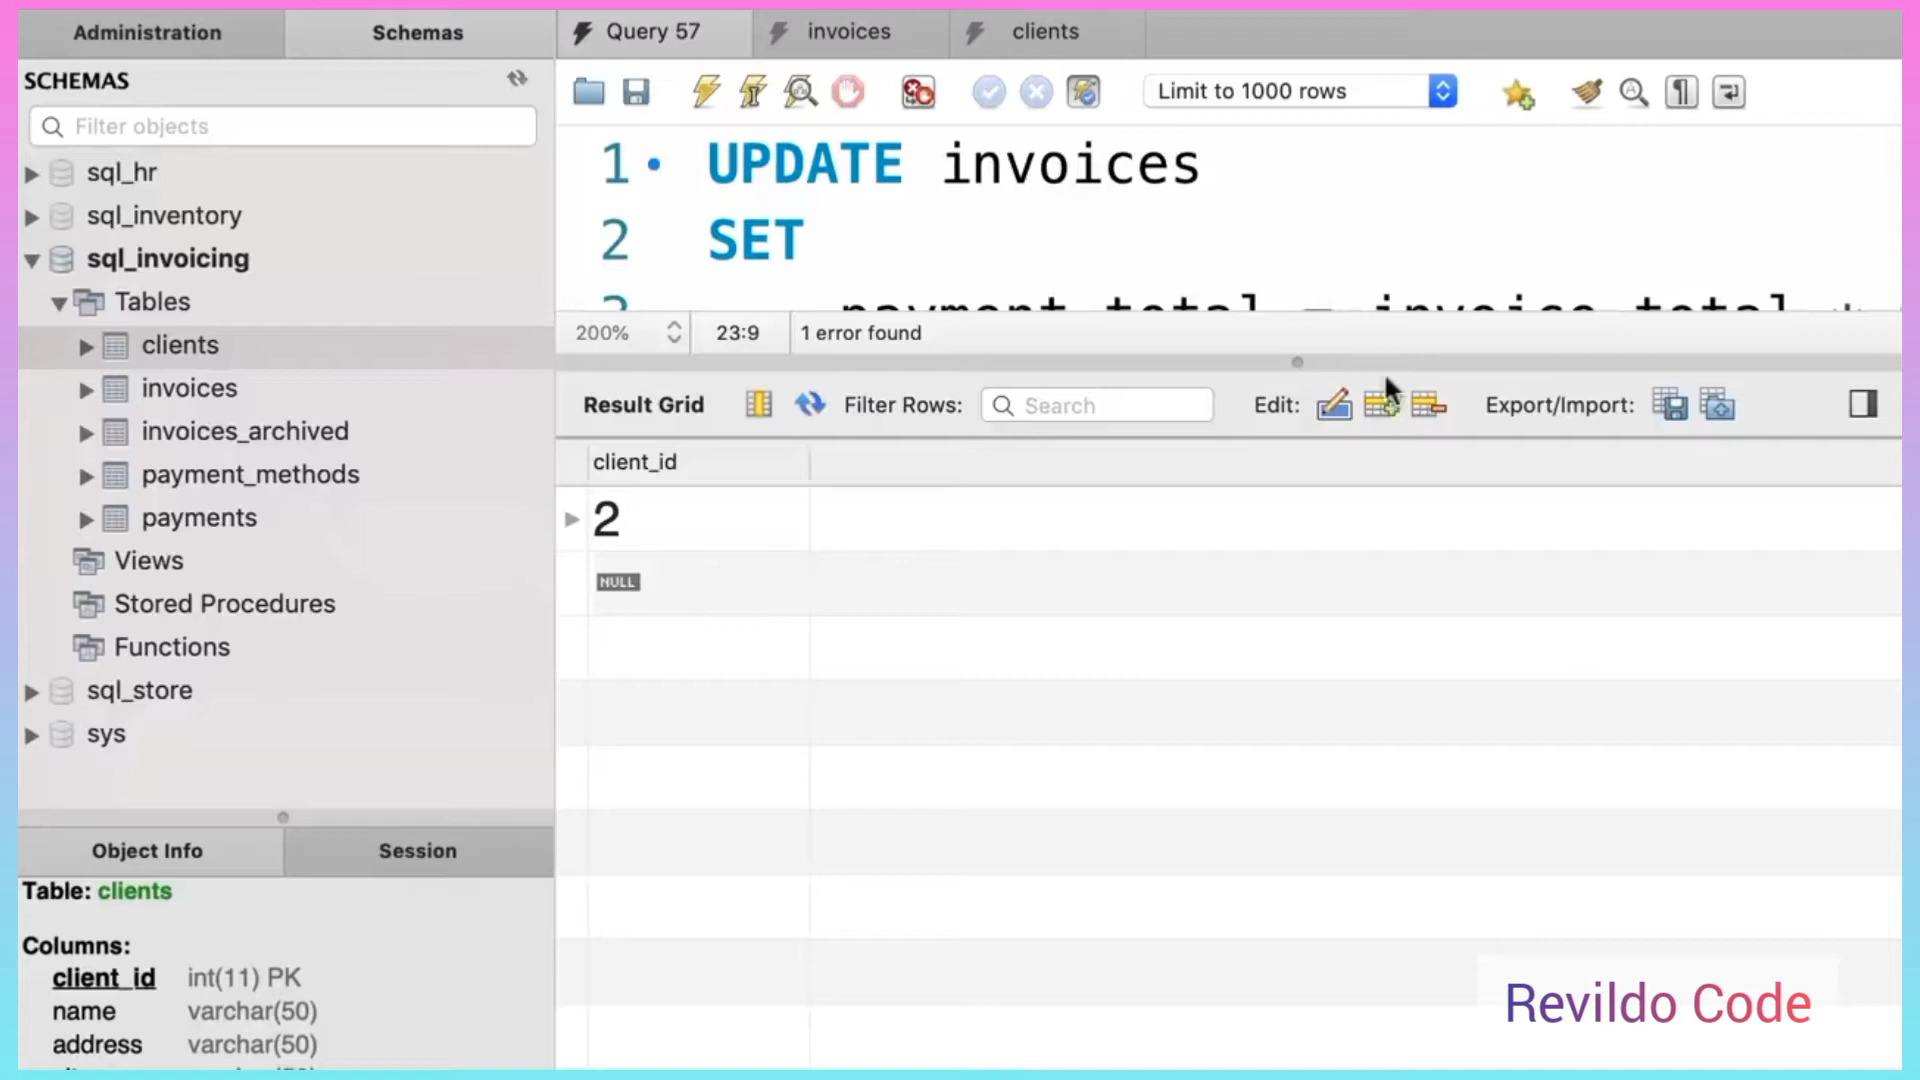 Administration
Schemas
SCHEMAS
Filter objects
sql_hr
sql_inventory
sql_invoicing
Tables
clients
invoices
invoices_archived
payment_methods
payments
Views
Stored Procedures
Functions
sql_store
sys
Object Info
Session
Table: clients
Columns:
client_id int(11) PK
name varchar(50)
address varchar(50)
Query 57
invoices
clients
Limit to 1000 rows
1 UPDATE invoices
2 SET
3 payment_total = invoice_total
200%
23:9
1 error found
Result Grid
Filter Rows:
Search
Edit:
Export/Import:
client_id
2
NULL
Revildo Code